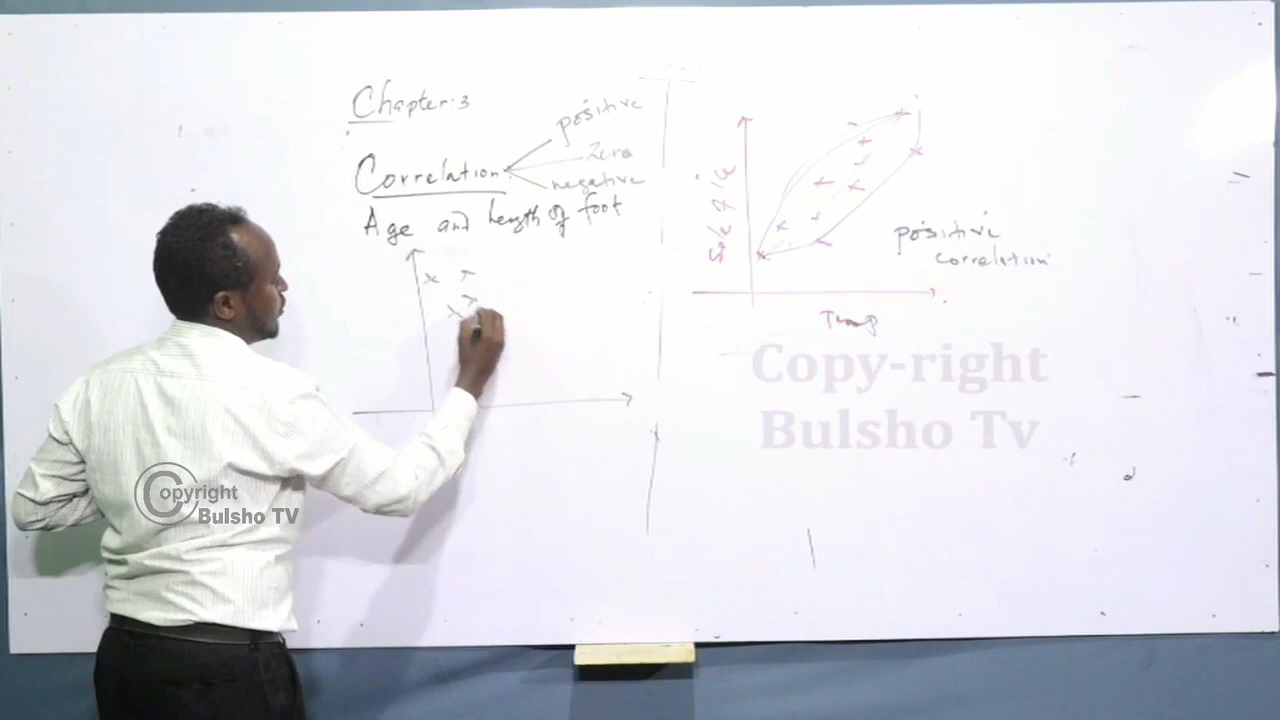 Chapter: 3
positive
Correlation
Zero
negative
Age and length of foot
positive
correlation
Temp
Copy-right
Bulsho Tv
Copyright
Bulsho TV